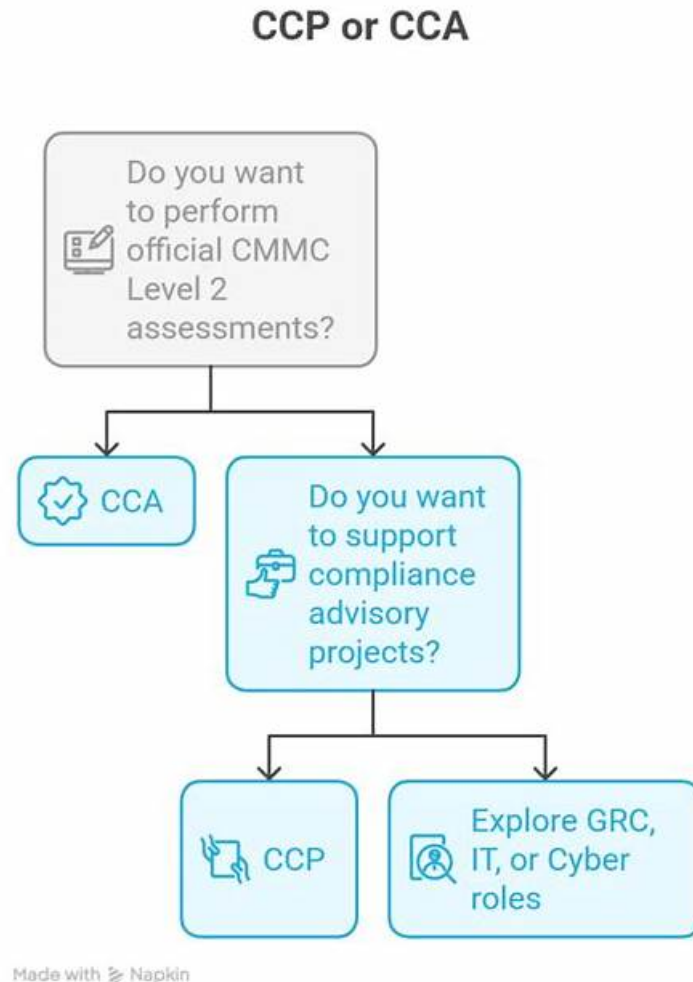 CCP or CCA
Do you want
to perform
official CMMC
Level 2
assessments?
CCA
Do you want
to support
compliance
advisory
projects?
CCP
Explore GRC,
IT, or Cyber
roles
Made with Napkin